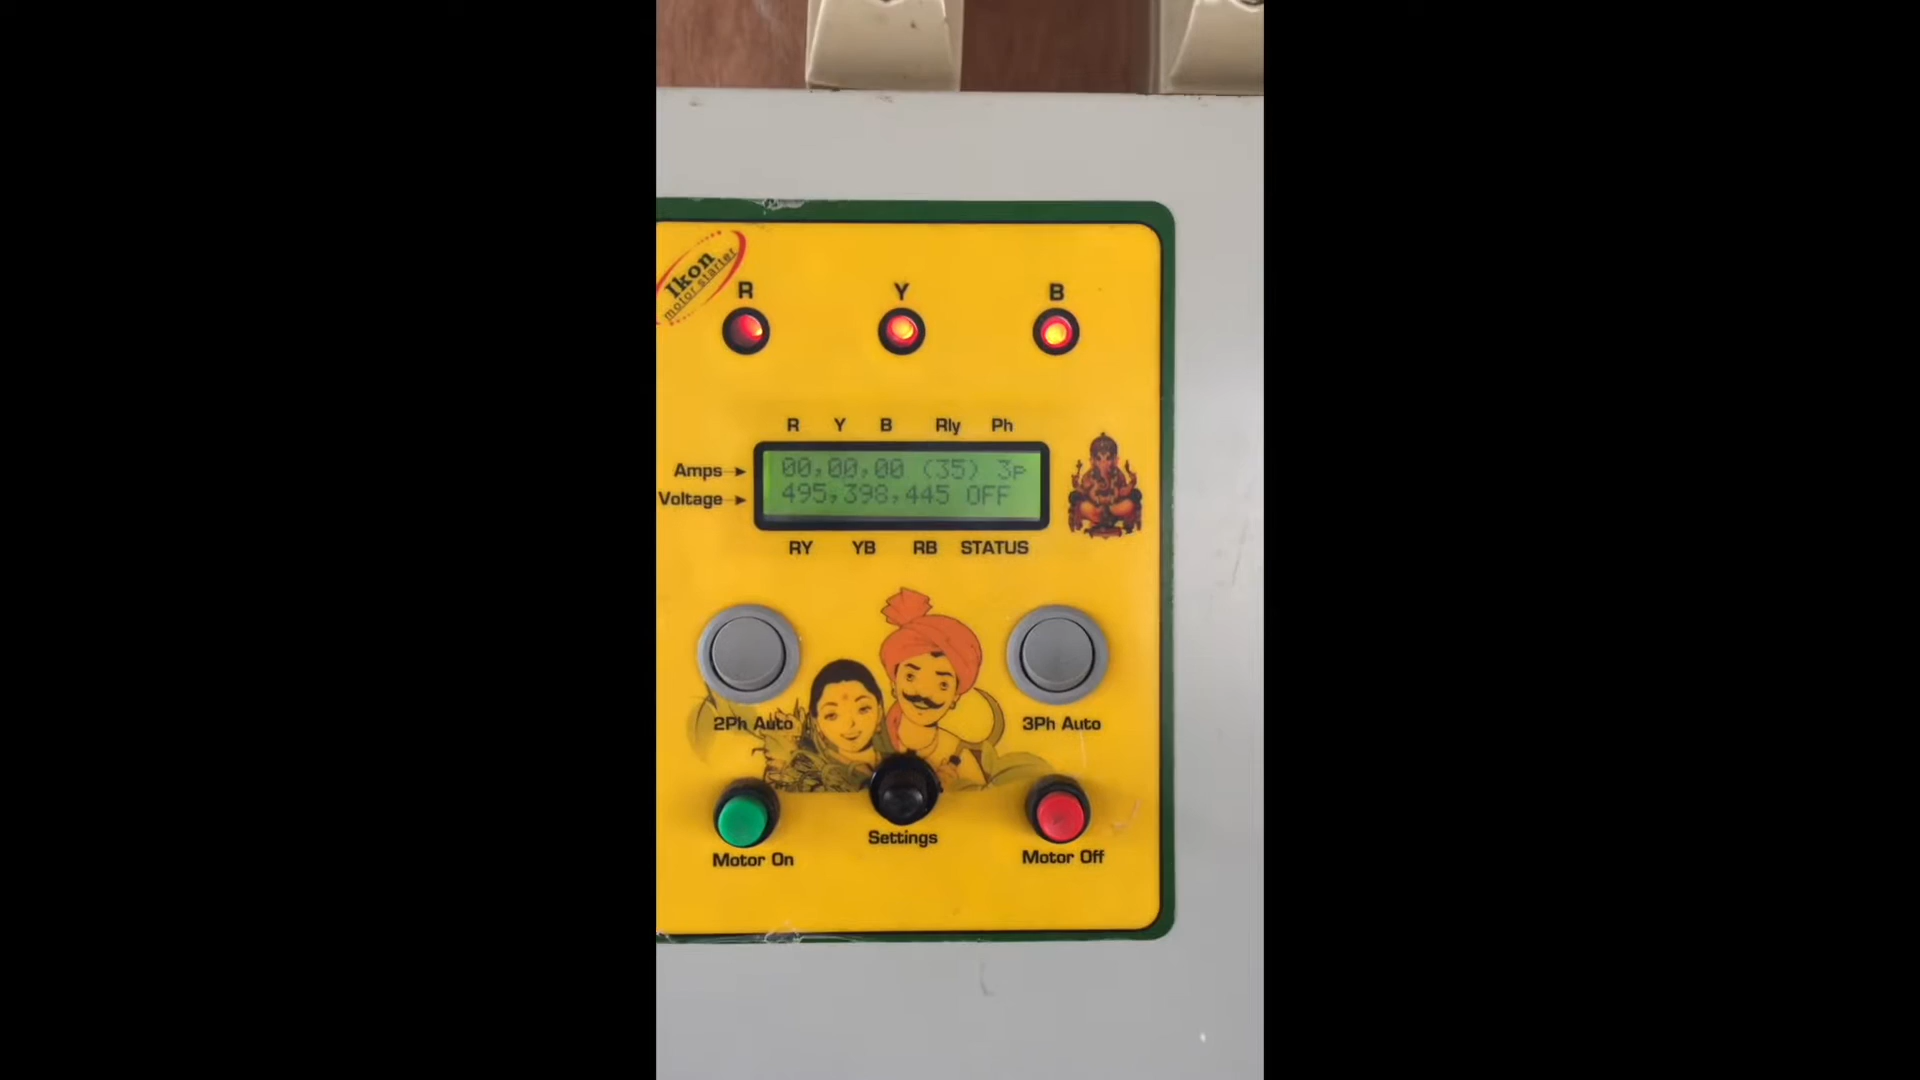 Ikon
motor starter
R Y B
R Y B Rly Ph
Amps 00,00,00 (35) 3p
Voltage 495,398,445 OFF
RY YB RB STATUS
2Ph Auto 3Ph Auto
Settings
Motor On Motor Off